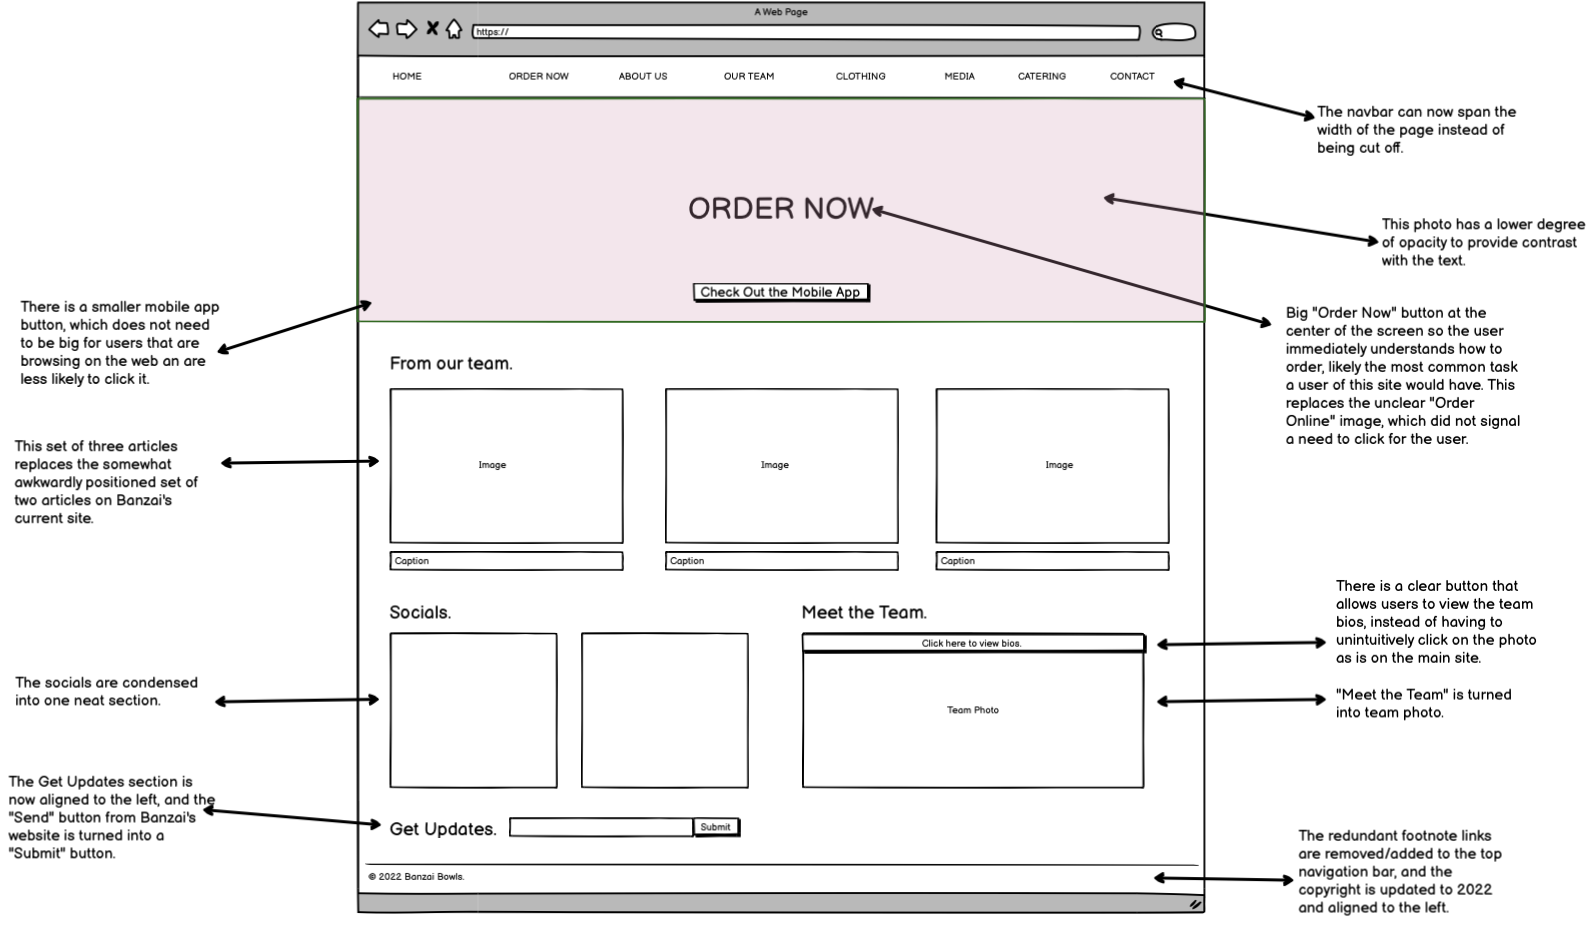 A Web Page
https://
HOME ORDER NOW ABOUT US OUR TEAM CLOTHING MEDIA CATERING CONTACT
The navbar can now span the
width of the page instead of
being cut off.
ORDER NOW
This photo has a lower degree
of opacity to provide contrast
with the text.
Check Out the Mobile App
There is a smaller mobile app
button, which does not need
to be big for users that are
browsing on the web an are
less likely to click it.
Big "Order Now" button at the
center of the screen so the user
immediately understands how to
order, likely the most common task
a user of this site would have. This
replaces the unclear "Order
Online" image, which did not signal
a need to click for the user.
From our team.
This set of three articles
replaces the somewhat
awkwardly positioned set of
two articles on Banzai's
current site.
Image Image Image
Caption Caption Caption
Socials.
Meet the Team.
Click here to view bios.
Team Photo
There is a clear button that
allows users to view the team
bios, instead of having to
unintuitively click on the photo
as is on the main site.
"Meet the Team" is turned
into team photo.
The socials are condensed
into one neat section.
The Get Updates section is
now aligned to the left, and the
"Send" button from Banzai's
website is turned into a
"Submit" button.
Get Updates. Submit
© 2022 Banzai Bowls.
The redundant footnote links
are removed/added to the top
navigation bar, and the
copyright is updated to 2022
and aligned to the left.